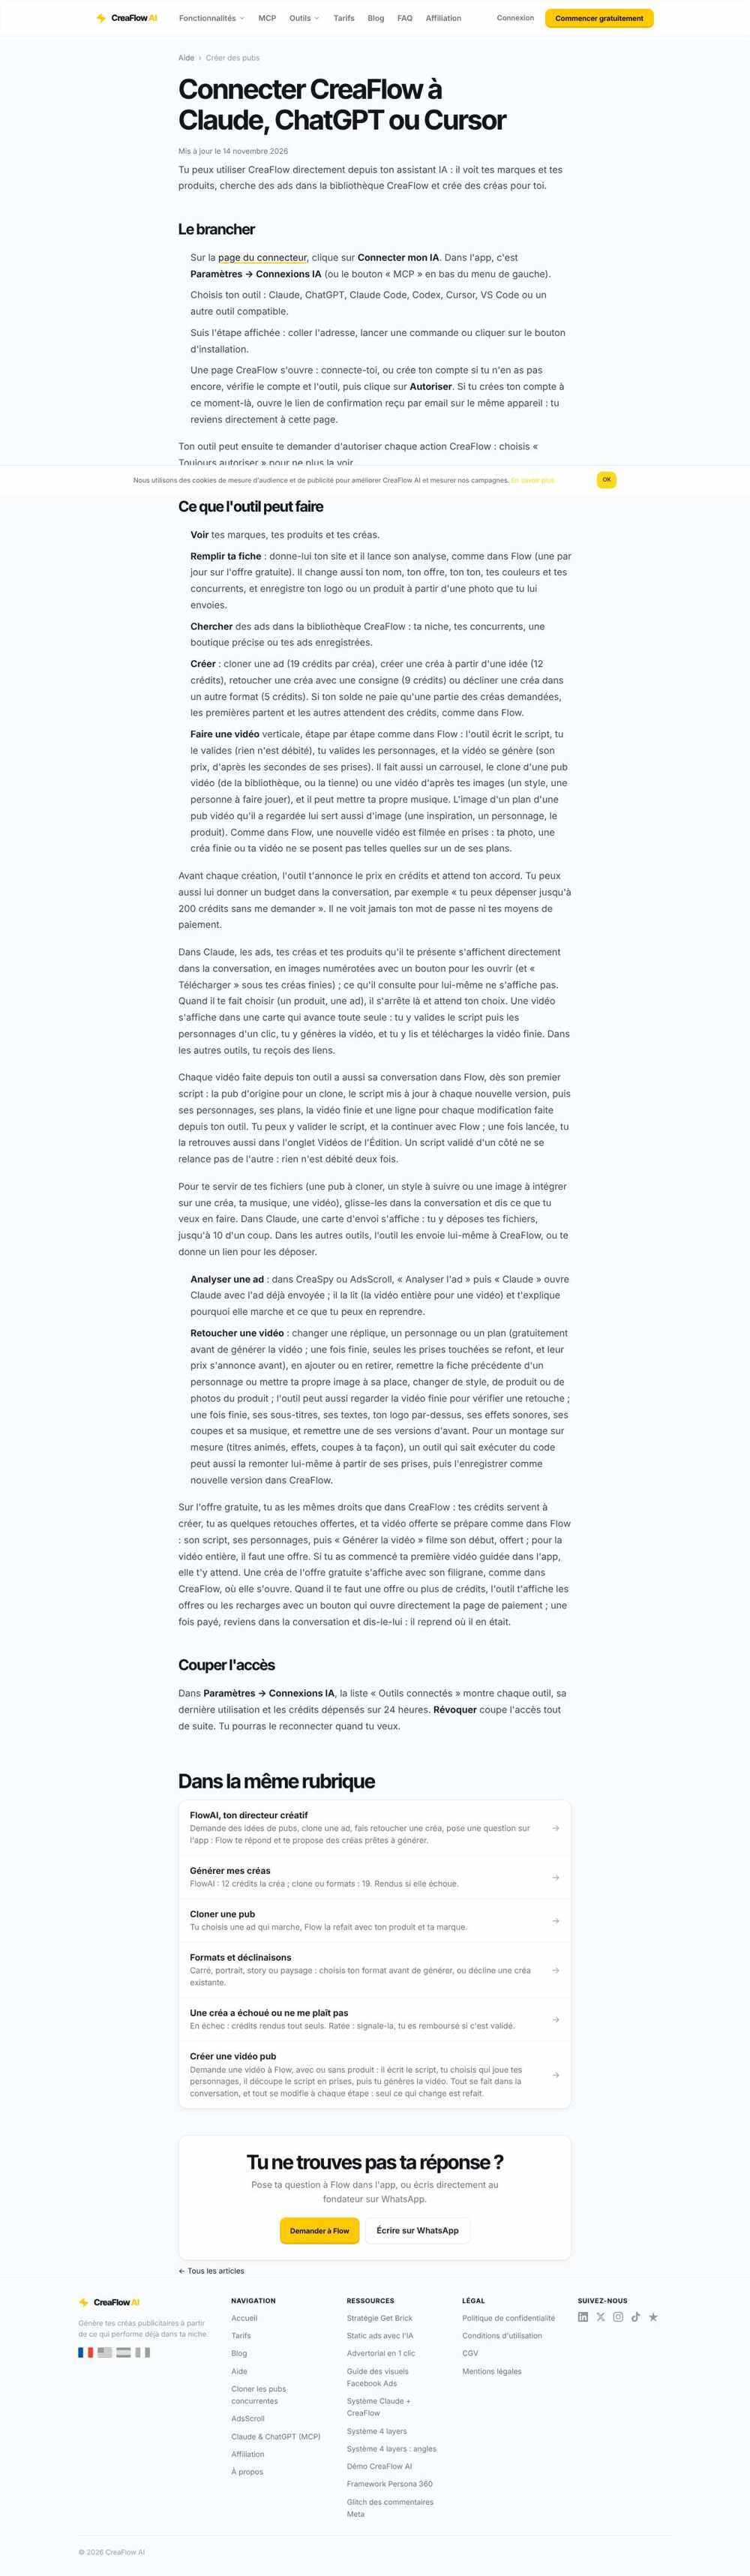 CreaFlow AI
Fonctionnalités
MCP
Outils
Tarifs
Blog
FAQ
Affiliation
Connexion
Commencer gratuitement
Aide › Créer des pubs
Connecter CreaFlow à
Claude, ChatGPT ou Cursor
Mis à jour le 14 novembre 2026
Tu peux utiliser CreaFlow directement depuis ton assistant IA : il voit tes marques et tes
produits, cherche des ads dans la bibliothèque CreaFlow et crée des créas pour toi.
Le brancher
Sur la page du connecteur, clique sur Connecter mon IA. Dans l'app, c'est
Paramètres → Connexions IA (ou le bouton « MCP » en bas du menu de gauche).
Choisis ton outil : Claude, ChatGPT, Claude Code, Codex, Cursor, VS Code ou un
autre outil compatible.
Suis l'étape affichée : coller l'adresse, lancer une commande ou cliquer sur le bouton
d'installation.
Une page CreaFlow s'ouvre : connecte-toi, ou crée ton compte si tu n'en as pas
encore, vérifie le compte et l'outil, puis clique sur Autoriser. Si tu crées ton compte à
ce moment-là, ouvre le lien de confirmation reçu par email sur le même appareil : tu
reviens directement à cette page.
Ton outil peut ensuite te demander d'autoriser chaque action CreaFlow : choisis «
Toujours autoriser » pour ne plus la voir.
Nous utilisons des cookies de mesure d'audience et de publicité pour améliorer CreaFlow AI et mesurer nos campagnes. En savoir plus
OK
Ce que l'outil peut faire
Voir tes marques, tes produits et tes créas.
Remplir ta fiche : donne-lui ton site et il lance son analyse, comme dans Flow (une par
jour sur l'offre gratuite). Il change aussi ton nom, ton offre, ton ton, tes couleurs et tes
concurrents, et enregistre ton logo ou un produit à partir d'une photo que tu lui
envoies.
Chercher des ads dans la bibliothèque CreaFlow : ta niche, tes concurrents, une
boutique précise ou tes ads enregistrées.
Créer : cloner une ad (19 crédits par créa), créer une créa à partir d'une idée (12
crédits), retoucher une créa avec une consigne (9 crédits) ou décliner une créa dans
un autre format (5 crédits). Si ton solde ne paie qu'une partie des créas demandées,
les premières partent et les autres attendent des crédits, comme dans Flow.
Faire une vidéo verticale, étape par étape comme dans Flow : l'outil écrit le script, tu
le valides (rien n'est débité), tu valides les personnages, et la vidéo se génère (son
prix, d'après les secondes de ses prises). Il fait aussi un carrousel, le clone d'une pub
vidéo (de la bibliothèque, ou la tienne) ou une vidéo d'après tes images (un style, une
personne à faire jouer), et il peut mettre ta propre musique. L'image d'un plan d'une
pub vidéo qu'il a regardée lui sert aussi d'image (une inspiration, un personnage, le
produit). Comme dans Flow, une nouvelle vidéo est filmée en prises : ta photo, une
créa finie ou ta vidéo ne se posent pas telles quelles sur un de ses plans.
Avant chaque création, l'outil t'annonce le prix en crédits et attend ton accord. Tu peux
aussi lui donner un budget dans la conversation, par exemple « tu peux dépenser jusqu'à
200 crédits sans me demander ». Il ne voit jamais ton mot de passe ni tes moyens de
paiement.
Dans Claude, les ads, tes créas et tes produits qu'il te présente s'affichent directement
dans la conversation, en images numérotées avec un bouton pour les ouvrir (et «
Télécharger » sous tes créas finies) ; ce qu'il consulte pour lui-même ne s'affiche pas.
Quand il te fait choisir (un produit, une ad), il s'arrête là et attend ton choix. Une vidéo
s'affiche dans une carte qui avance toute seule : tu y valides le script puis les
personnages d'un clic, tu y génères la vidéo, et tu y lis et télécharges la vidéo finie. Dans
les autres outils, tu reçois des liens.
Chaque vidéo faite depuis ton outil a aussi sa conversation dans Flow, dès son premier
script : la pub d'origine pour un clone, le script mis à jour à chaque nouvelle version, puis
ses personnages, ses plans, la vidéo finie et une ligne pour chaque modification faite
depuis ton outil. Tu peux y valider le script, et la continuer avec Flow ; une fois lancée, tu
la retrouves aussi dans l'onglet Vidéos de l'Édition. Un script validé d'un côté ne se
relance pas de l'autre : rien n'est débité deux fois.
Pour te servir de tes fichiers (une pub à cloner, un style à suivre ou une image à intégrer
sur une créa, ta musique, une vidéo), glisse-les dans la conversation et dis ce que tu
veux en faire. Dans Claude, une carte d'envoi s'affiche : tu y déposes tes fichiers,
jusqu'à 10 d'un coup. Dans les autres outils, l'outil les envoie lui-même à CreaFlow, ou te
donne un lien pour les déposer.
Analyser une ad : dans CreaSpy ou AdsScroll, « Analyser l'ad » puis « Claude » ouvre
Claude avec l'ad déjà envoyée ; il la lit (la vidéo entière pour une vidéo) et t'explique
pourquoi elle marche et ce que tu peux en reprendre.
Retoucher une vidéo : changer une réplique, un personnage ou un plan (gratuitement
avant de générer la vidéo ; une fois finie, seules les prises touchées se refont, et leur
prix s'annonce avant), en ajouter ou en retirer, remettre la fiche précédente d'un
personnage ou mettre ta propre image à sa place, changer de style, de produit ou de
photos du produit ; l'outil peut aussi regarder la vidéo finie pour vérifier une retouche ;
une fois finie, ses sous-titres, ses textes, ton logo par-dessus, ses effets sonores, ses
coupes et sa musique, et remettre une de ses versions d'avant. Pour un montage sur
mesure (titres animés, effets, coupes à ta façon), un outil qui sait exécuter du code
peut aussi la remonter lui-même à partir de ses prises, puis l'enregistrer comme
nouvelle version dans CreaFlow.
Sur l'offre gratuite, tu as les mêmes droits que dans CreaFlow : tes crédits servent à
créer, tu as quelques retouches offertes, et ta vidéo offerte se prépare comme dans Flow
: son script, ses personnages, puis « Générer la vidéo » filme son début, offert ; pour la
vidéo entière, il faut une offre. Si tu as commencé ta première vidéo guidée dans l'app,
elle t'y attend. Une créa de l'offre gratuite s'affiche avec son filigrane, comme dans
CreaFlow, où elle s'ouvre. Quand il te faut une offre ou plus de crédits, l'outil t'affiche les
offres ou les recharges avec un bouton qui ouvre directement la page de paiement ; une
fois payé, reviens dans la conversation et dis-le-lui : il reprend où il en était.
Couper l'accès
Dans Paramètres → Connexions IA, la liste « Outils connectés » montre chaque outil, sa
dernière utilisation et les crédits dépensés sur 24 heures. Révoquer coupe l'accès tout
de suite. Tu pourras le reconnecter quand tu veux.
Dans la même rubrique
FlowAI, ton directeur créatif
Demande des idées de pubs, clone une ad, fais retoucher une créa, pose une question sur
l'app : Flow te répond et te propose des créas prêtes à générer.
→
Générer mes créas
FlowAI : 12 crédits la créa ; clone ou formats : 19. Rendus si elle échoue.
→
Cloner une pub
Tu choisis une ad qui marche, Flow la refait avec ton produit et ta marque.
→
Formats et déclinaisons
Carré, portrait, story ou paysage : choisis ton format avant de générer, ou décline une créa
existante.
→
Une créa a échoué ou ne me plaît pas
En échec : crédits rendus tout seuls. Ratée : signale-la, tu es remboursé si c'est validé.
→
Créer une vidéo pub
Demande une vidéo à Flow, avec ou sans produit : il écrit le script, tu choisis qui joue tes
personnages, il découpe le script en prises, puis tu génères la vidéo. Tout se fait dans la
conversation, et tout se modifie à chaque étape : seul ce qui change est refait.
→
Tu ne trouves pas ta réponse ?
Pose ta question à Flow dans l'app, ou écris directement au
fondateur sur WhatsApp.
Demander à Flow
Écrire sur WhatsApp
← Tous les articles
CreaFlow AI
Génère tes créas publicitaires à partir
de ce qui performe déjà dans ta niche.
NAVIGATION
Accueil
Tarifs
Blog
Aide
Cloner les pubs
concurrentes
AdsScroll
Claude & ChatGPT (MCP)
Affiliation
À propos
RESSOURCES
Stratégie Get Brick
Static ads avec l'IA
Advertorial en 1 clic
Guide des visuels
Facebook Ads
Système Claude +
CreaFlow
Système 4 layers
Système 4 layers : angles
Démo CreaFlow AI
Framework Persona 360
Glitch des commentaires
Meta
LÉGAL
Politique de confidentialité
Conditions d'utilisation
CGV
Mentions légales
SUIVEZ-NOUS
© 2026 CreaFlow AI